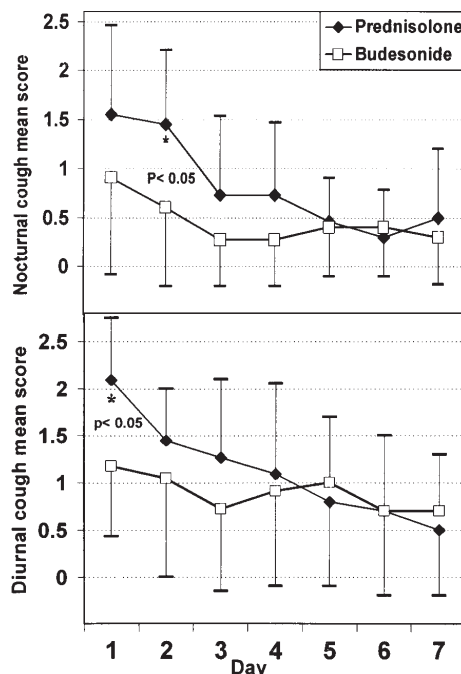 Prednisolone
Budesonide
Nocturnal cough mean score
2.5
2
1.5
1
0.5
0
*
P< 0.05
Diurnal cough mean score
2.5
2
1.5
1
0.5
0
*
p< 0.05
1 2 3 4 5 6 7
Day